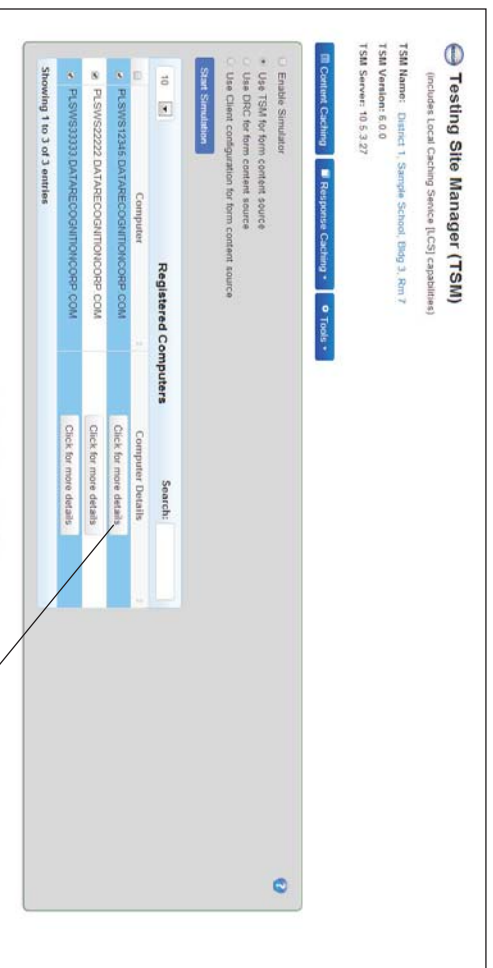 Testing Site Manager (TSM)
(includes Local Caching Service [LCS] capabilities)
TSM Name: District 1, Sample School, Bldg 3, Rm 7
TSM Version: 6.0.0
TSM Server: 10.5.3.27
Content Caching Response Caching Tools
Enable Simulator
Use TSM for form content source
Use DRC for form content source
Use Client configuration for form content source
Start Simulation
Registered Computers
10 Search:
Computer Computer Details
PLSWS12345.DATARECOGNITIONCORP.COM Click for more details
PLSWS22222.DATARECOGNITIONCORP.COM Click for more details
PLSWS33333.DATARECOGNITIONCORP.COM Click for more details
Showing 1 to 3 of 3 entries